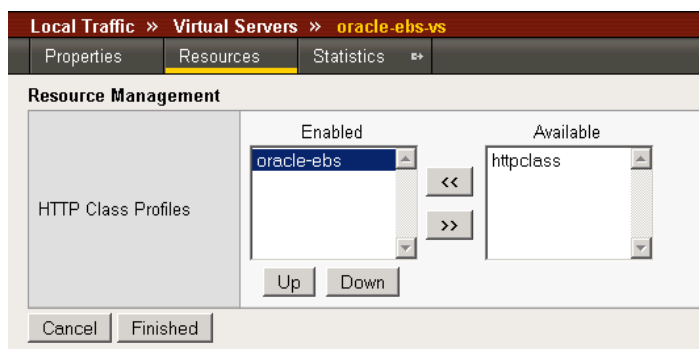 Local Traffic » Virtual Servers » oracle-ebs-vs
Properties Resources Statistics
Resource Management
Enabled Available
oracle-ebs httpclass
<<
HTTP Class Profiles
>>
Up Down
Cancel Finished